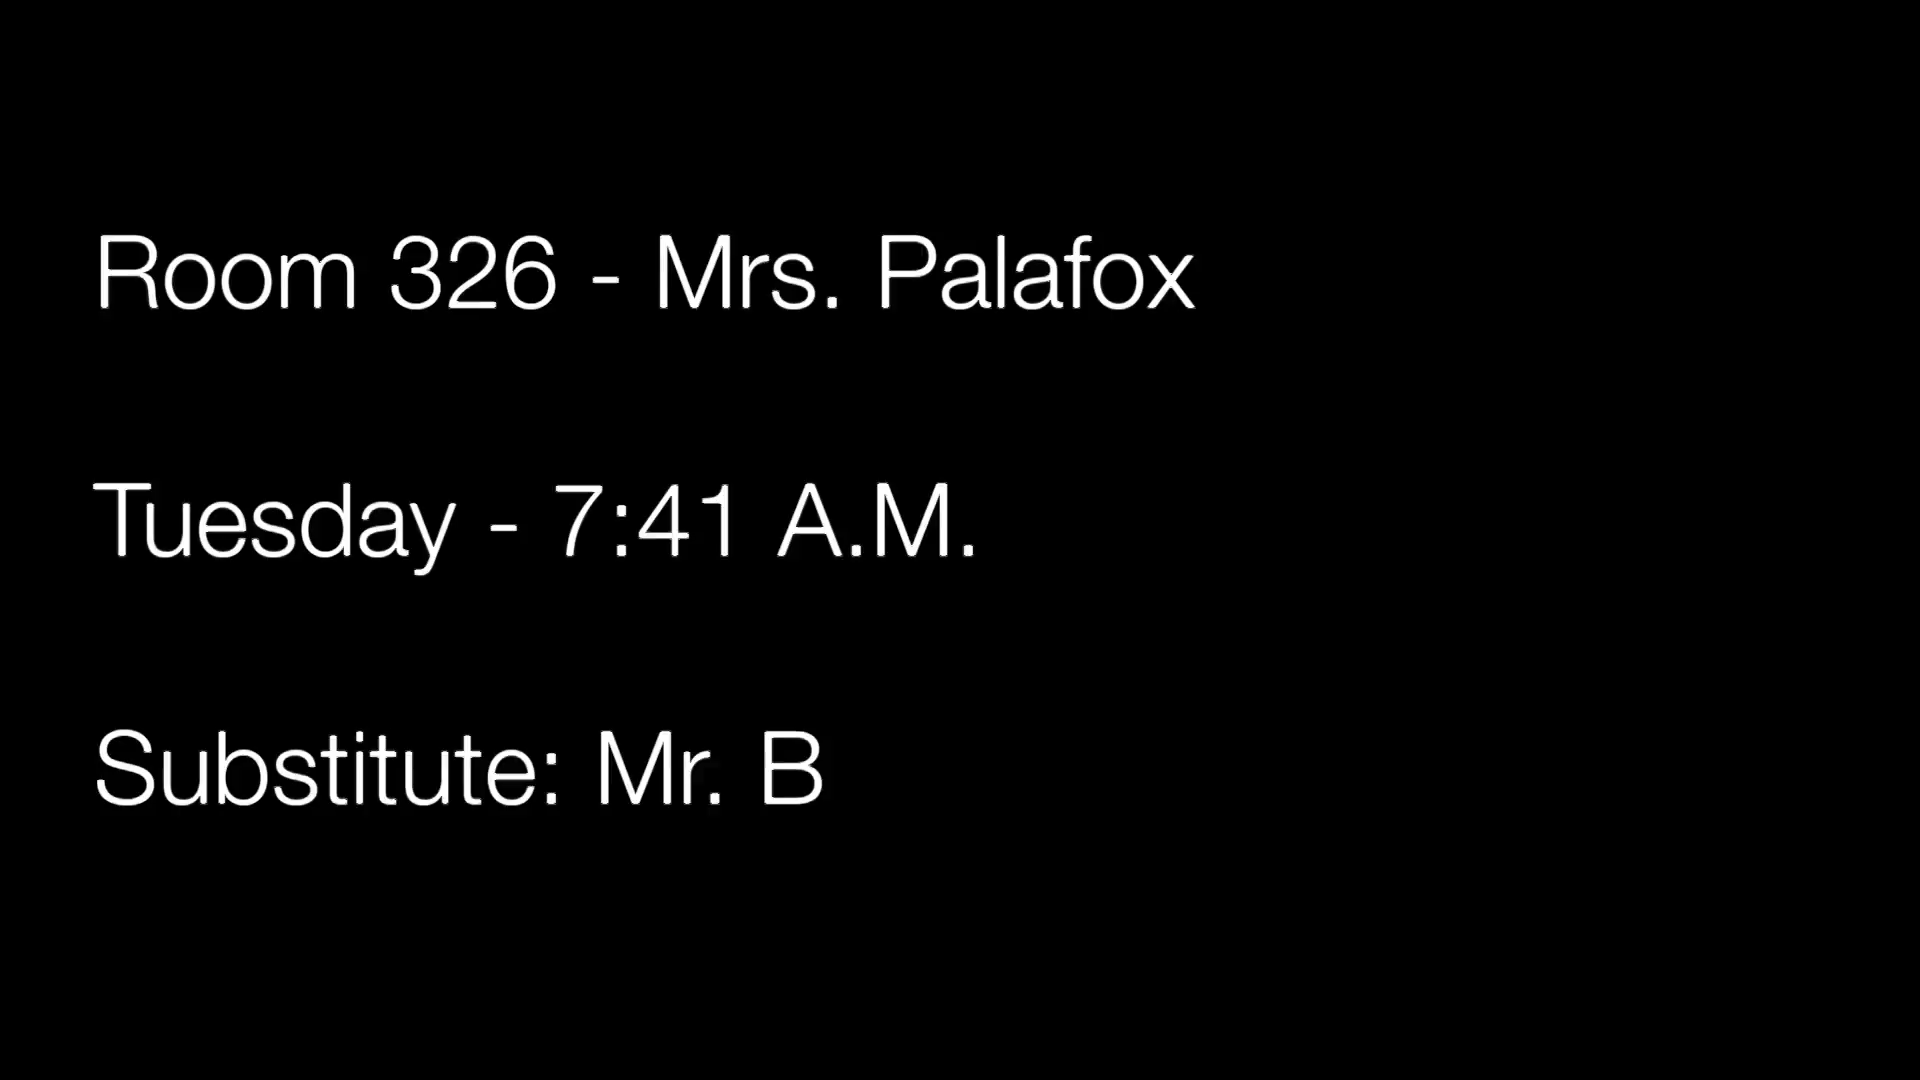 Room 326 - Mrs. Palafox
Tuesday - 7:41 A.M.
Substitute: Mr. B